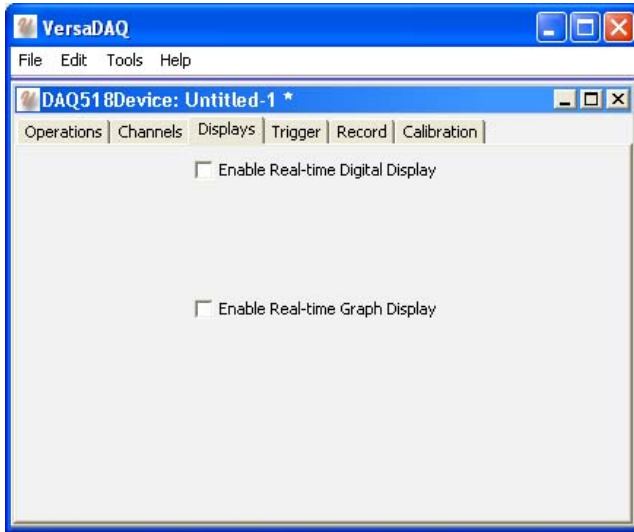 VersaDAQ
File Edit Tools Help
DAQ518Device: Untitled-1 *
Operations Channels Displays Trigger Record Calibration
Enable Real-time Digital Display
Enable Real-time Graph Display